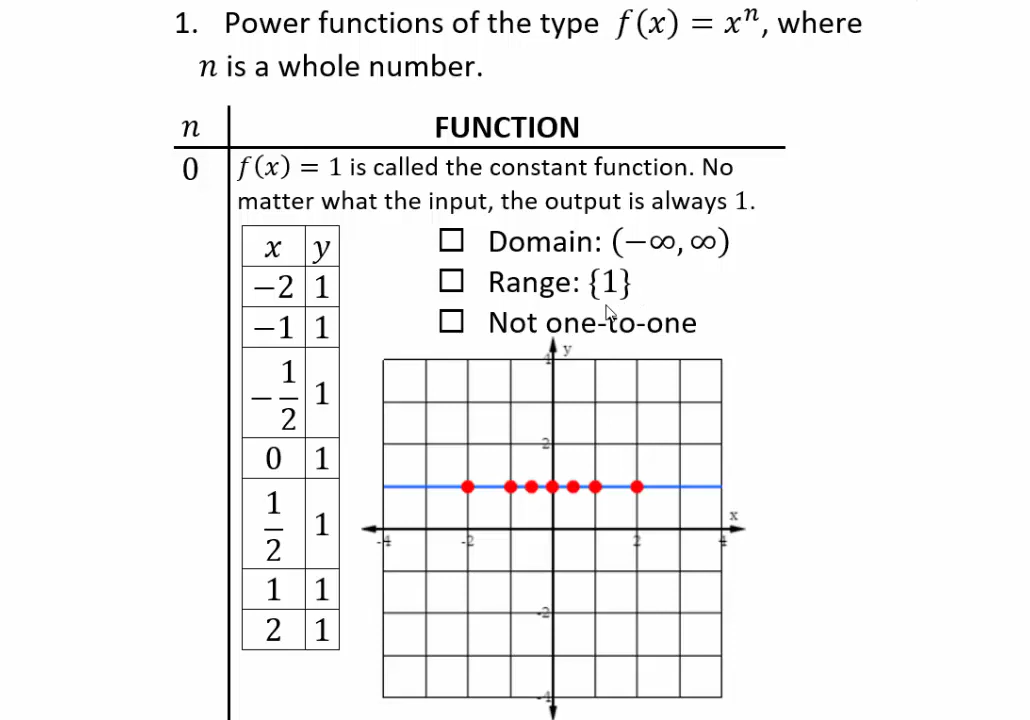 1. Power functions of the type f(x) = xⁿ, where
n is a whole number.
n FUNCTION
0 f(x) = 1 is called the constant function. No
matter what the input, the output is always 1.
x y
−2 1
−1 1
−1/2 1
0 1
1/2 1
1 1
2 1
☐ Domain: (−∞, ∞)
☐ Range: {1}
☐ Not one-to-one
y
4
2
x
-4 -2 2 4
-2
-4